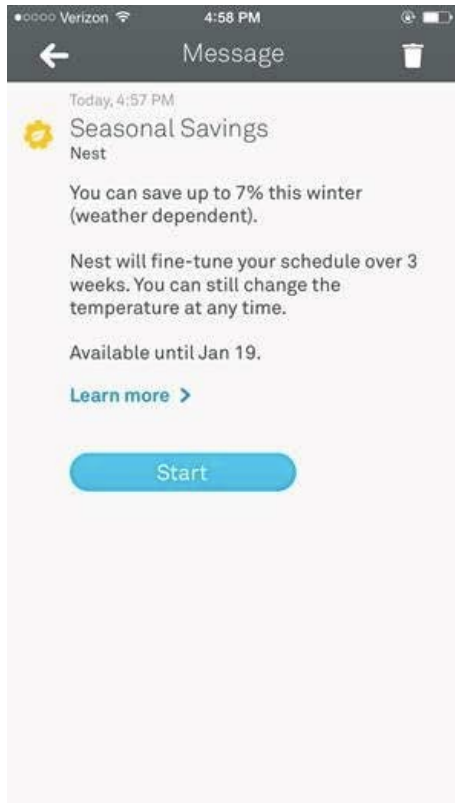 Verizon 4:58 PM
Message
Today, 4:57 PM
Seasonal Savings
Nest
You can save up to 7% this winter
(weather dependent).
Nest will fine-tune your schedule over 3
weeks. You can still change the
temperature at any time.
Available until Jan 19.
Learn more >
Start